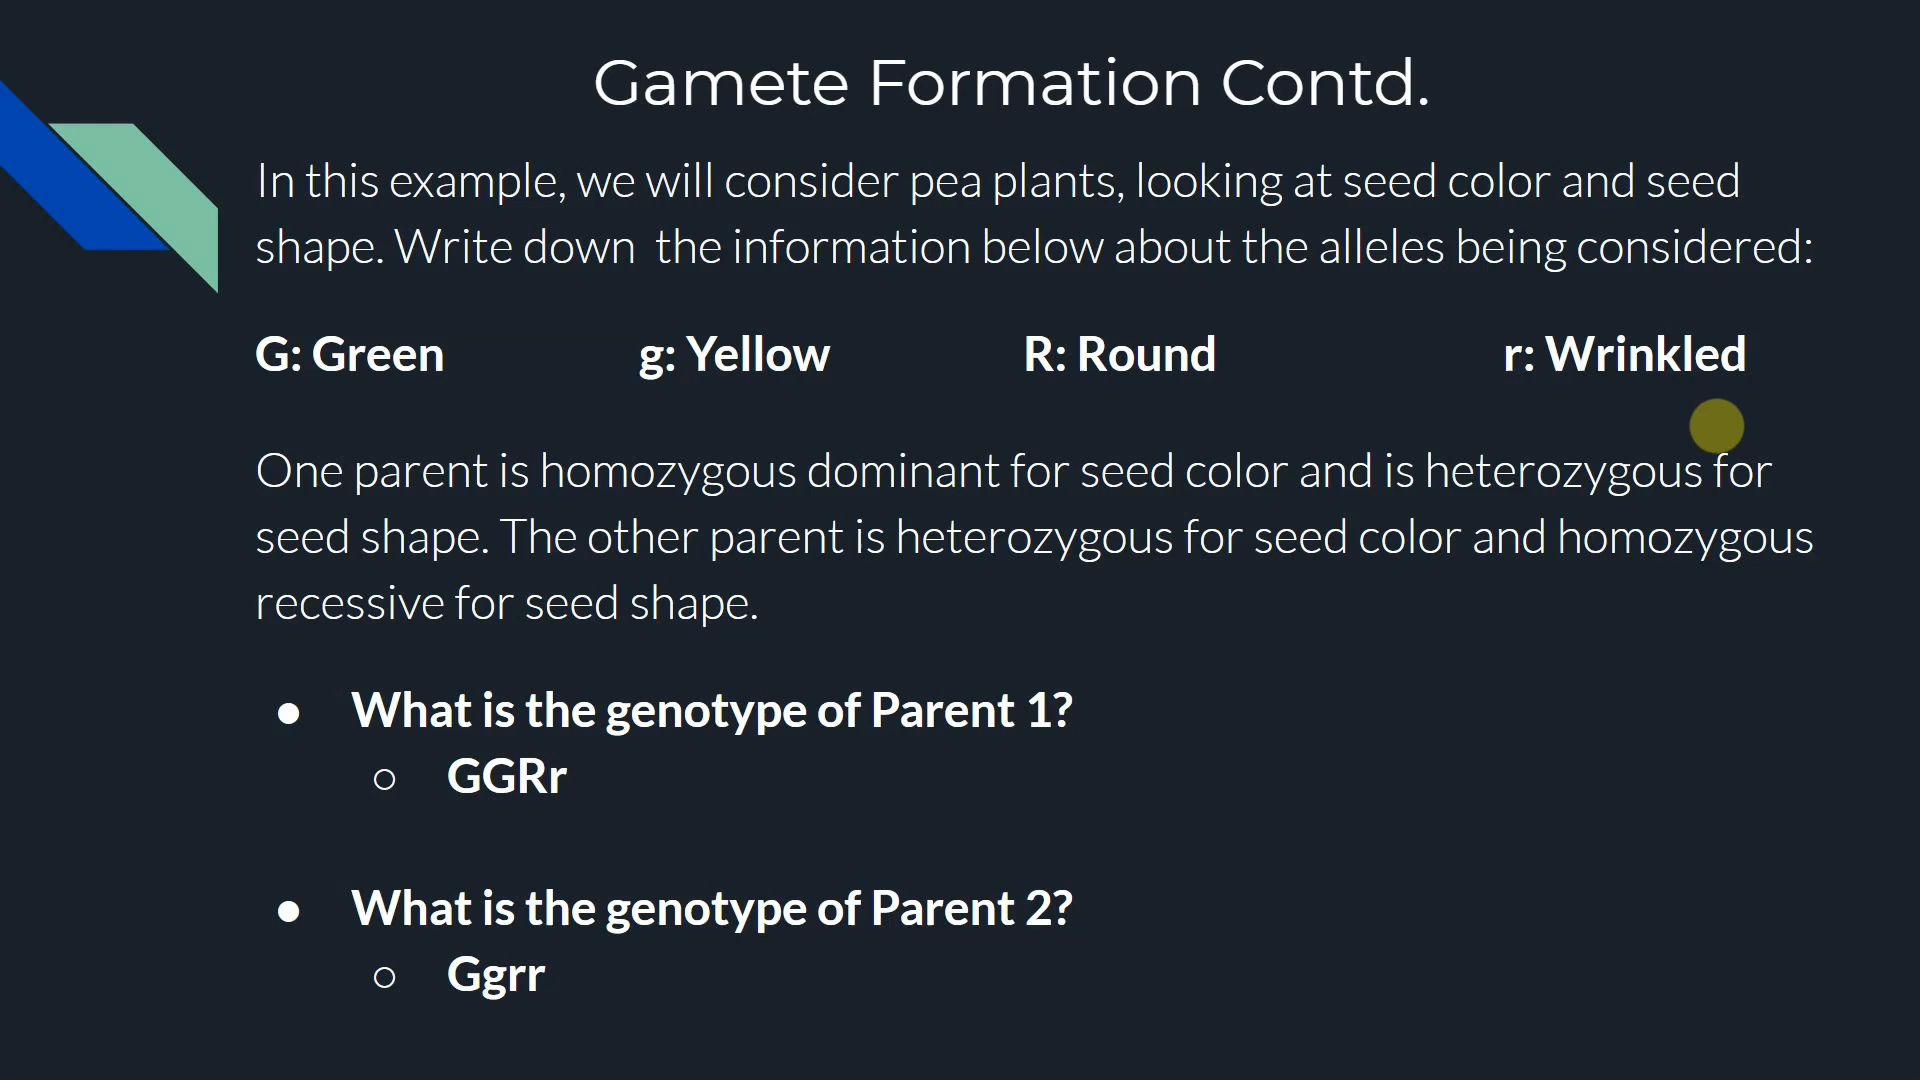 Gamete Formation Contd.
In this example, we will consider pea plants, looking at seed color and seed
shape. Write down  the information below about the alleles being considered:
G: Green g: Yellow R: Round r: Wrinkled
One parent is homozygous dominant for seed color and is heterozygous for
seed shape. The other parent is heterozygous for seed color and homozygous
recessive for seed shape.
● What is the genotype of Parent 1?
○ GGRr
● What is the genotype of Parent 2?
○ Ggrr